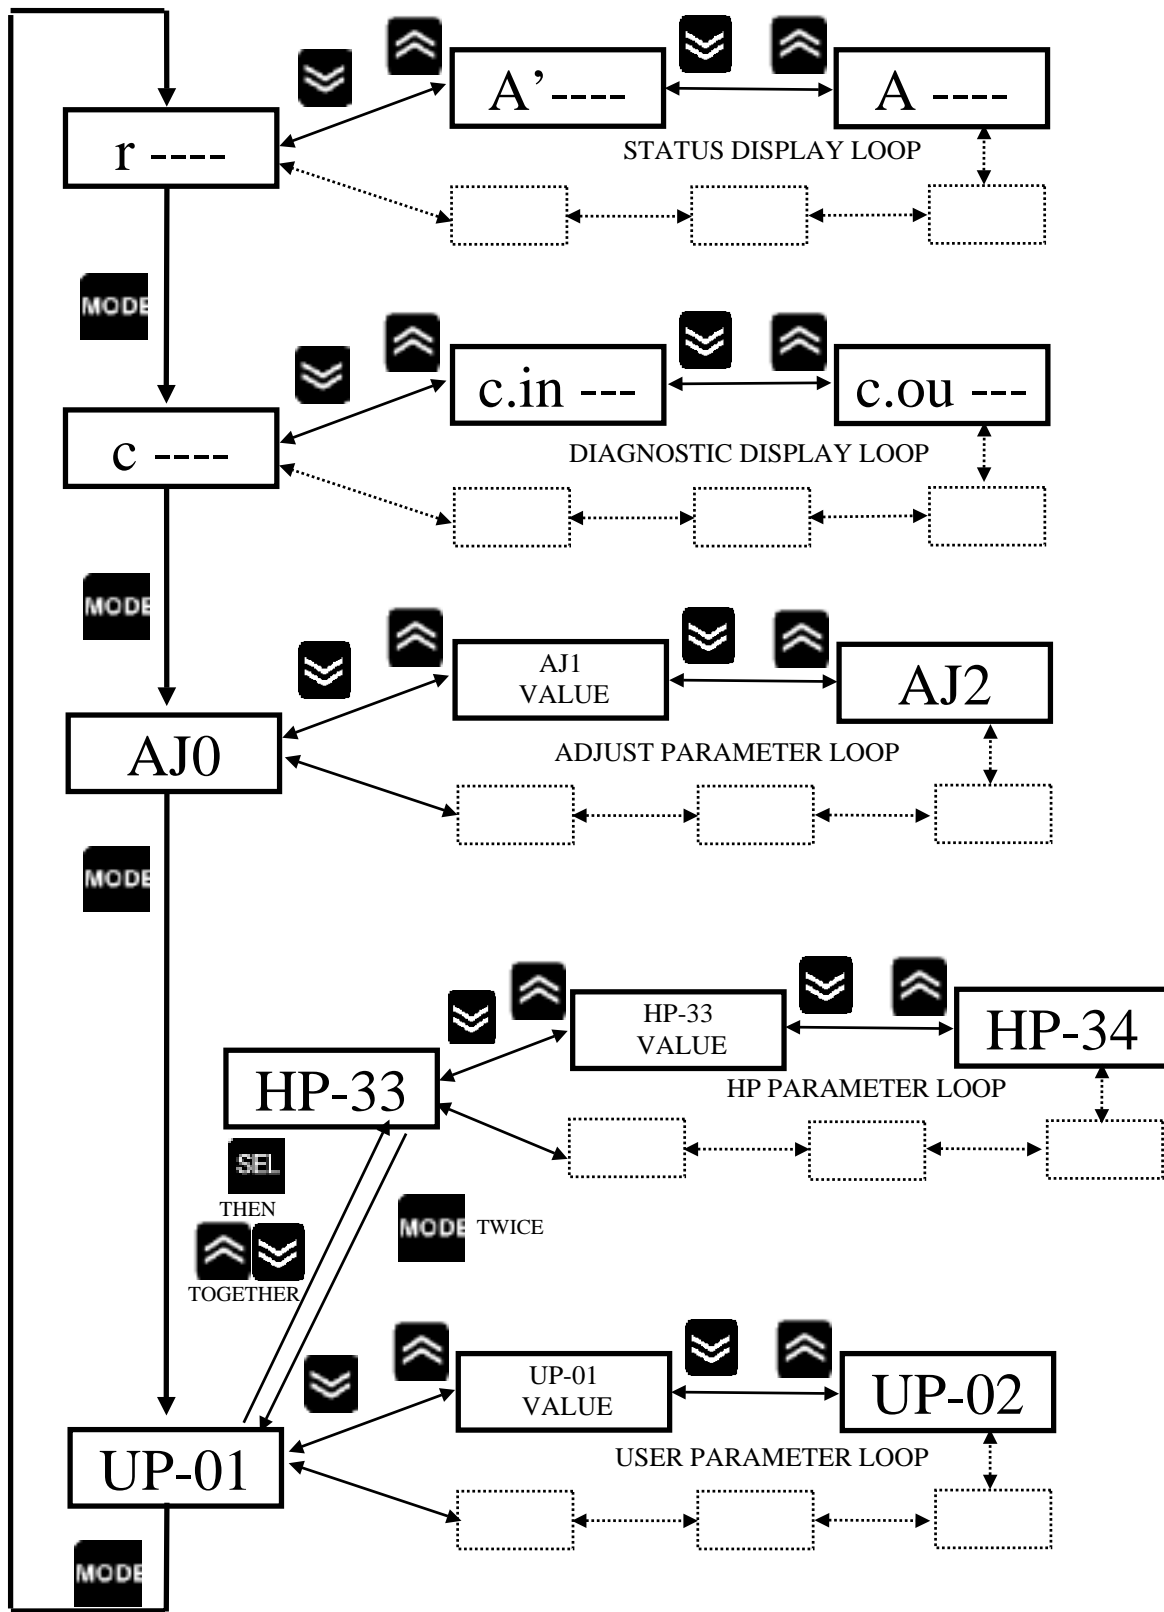 A’----
A ----
r ----
STATUS DISPLAY LOOP
MODE
c.in ---
c.ou ---
c ----
DIAGNOSTIC DISPLAY LOOP
MODE
AJ1
VALUE
AJ2
AJ0
ADJUST PARAMETER LOOP
MODE
HP-33
VALUE
HP-34
HP-33
HP PARAMETER LOOP
SEL
THEN
MODE TWICE
TOGETHER
UP-01
VALUE
UP-02
UP-01
USER PARAMETER LOOP
MODE